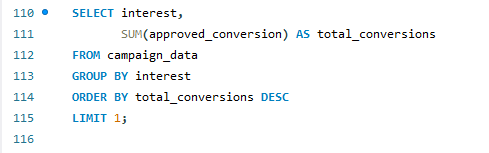 110 SELECT interest,
111 SUM(approved_conversion) AS total_conversions
112 FROM campaign_data
113 GROUP BY interest
114 ORDER BY total_conversions DESC
115 LIMIT 1;
116